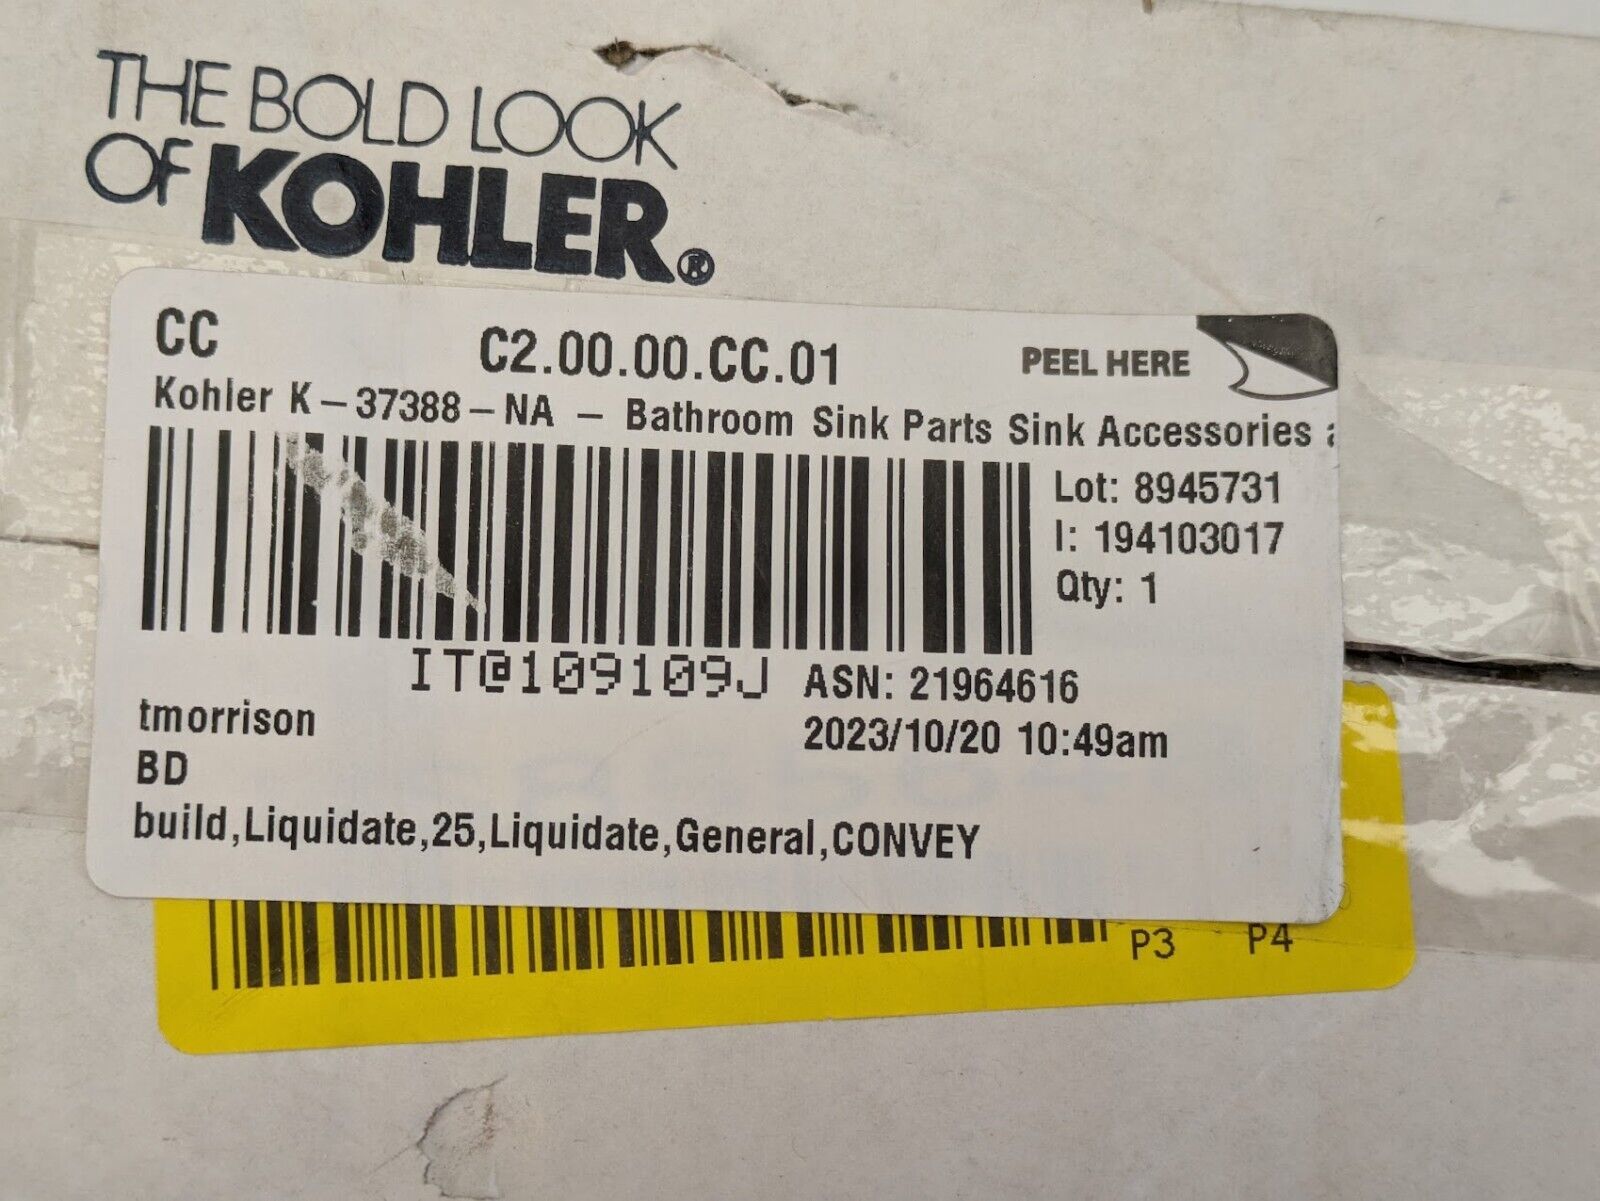 THE BOLD LOOK
OF KOHLER®
CC C2.00.00.CC.01 PEEL HERE
Kohler K-37388-NA - Bathroom Sink Parts Sink Accessories
Lot: 8945731
I: 194103017
Qty: 1
IT@109109J ASN: 21964616
tmorrison 2023/10/20 10:49am
BD
build,Liquidate,25,Liquidate,General,CONVEY
P3 P4